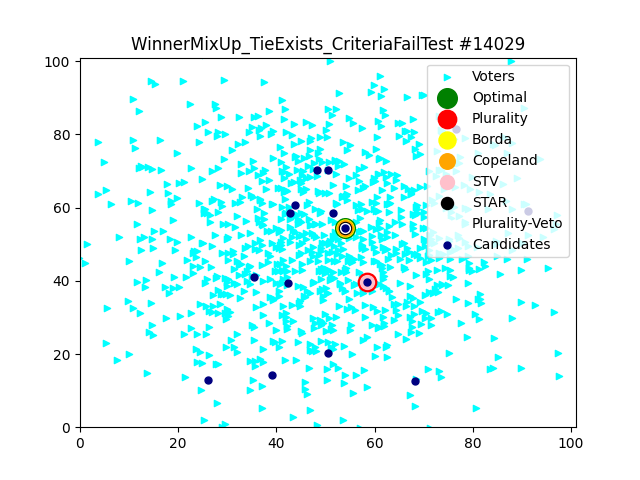 WinnerMixUp_TieExists_CriteriaFailTest #14029
Voters
Optimal
Plurality
Borda
Copeland
STV
STAR
Plurality-Veto
Candidates
100
80
60
40
20
0
0 20 40 60 80 100